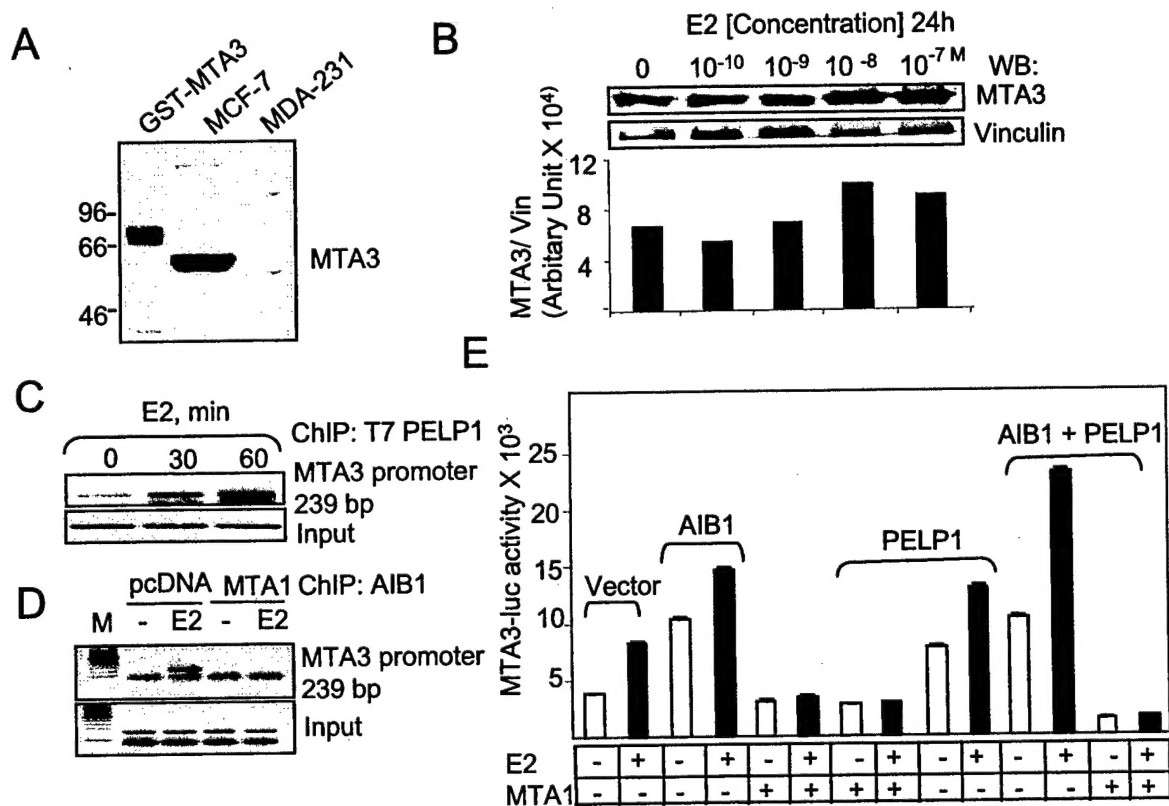 A
GST-MTA3
MCF-7
MDA-231
96-
66-
46-
MTA3
B
E2 [Concentration] 24h
0 10-10 10-9 10-8 10-7 M WB:
MTA3
Vinculin
MTA3/ Vin
(Arbitary Unit X 10⁴)
12
8
4
C
E2, min
0 30 60
ChIP: T7 PELP1
MTA3 promoter
239 bp
Input
D
pcDNA MTA1 ChIP: AIB1
M - E2 - E2
MTA3 promoter
239 bp
Input
E
MTA3-luc activity X 10³
25
20
15
10
5
Vector
AIB1
PELP1
AIB1 + PELP1
E2 - + - + - + - + - + - + - +
MTA1 - - - - + + + + - - - - + +